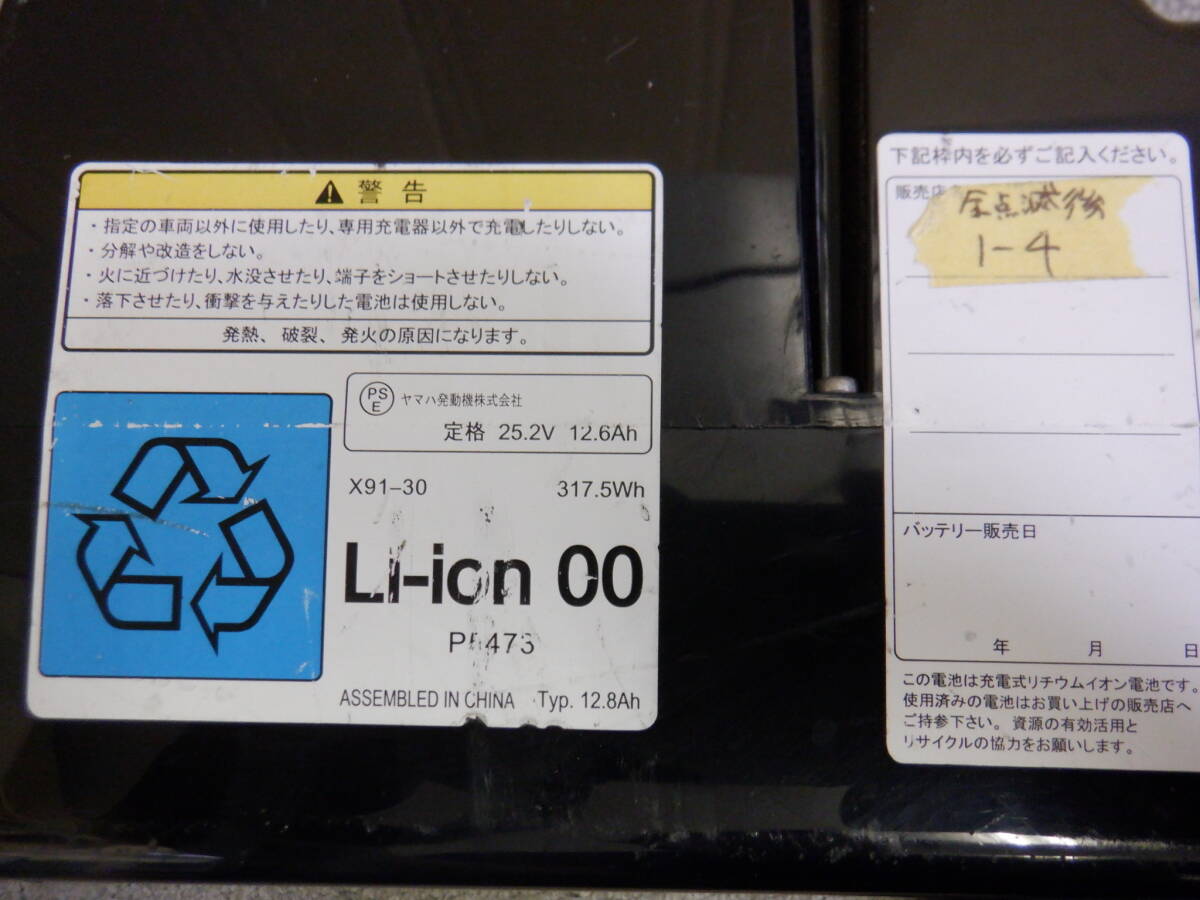 警告
・指定の車両以外に使用したり、専用充電器以外で充電したりしない。
・分解や改造をしない。
・火に近づけたり、水没させたり、端子をショートさせたりしない。
・落下させたり、衝撃を与えたりした電池は使用しない。
発熱、破裂、発火の原因になります。
PS
E
ヤマハ発動機株式会社
定格 25.2V 12.6Ah
X91-30 317.5Wh
Li-ion 00
ASSEMBLED IN CHINA Typ. 12.8Ah
下記枠内を必ずご記入ください。
販売店
全点滅後
1-4
バッテリー販売日
年 月 日
この電池は充電式リチウムイオン電池です。
使用済みの電池はお買い上げの販売店へ
ご持参下さい。資源の有効活用と
リサイクルの協力をお願いします。